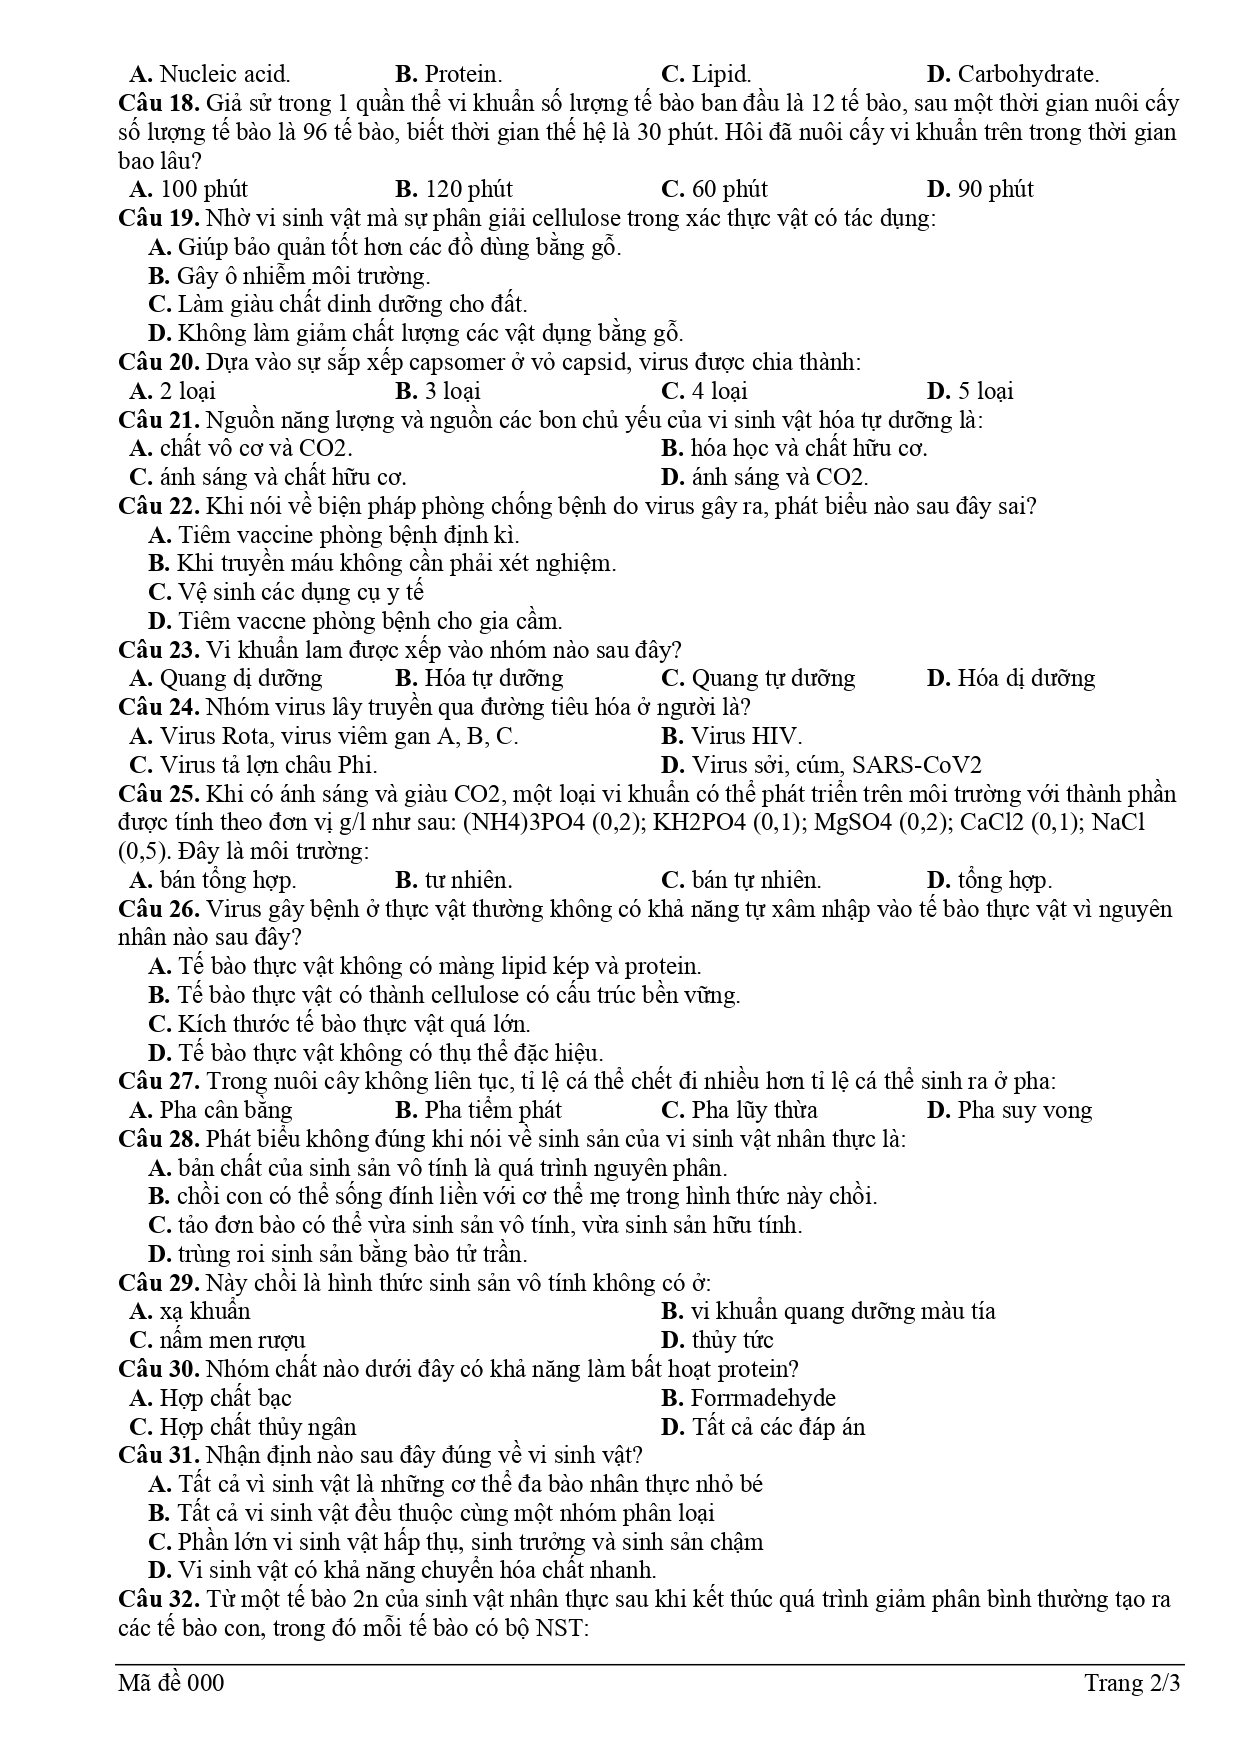 A. Nucleic acid. B. Protein. C. Lipid. D. Carbohydrate.
Câu 18. Giả sử trong 1 quần thể vi khuẩn số lượng tế bào ban đầu là 12 tế bào, sau một thời gian nuôi cấy
số lượng tế bào là 96 tế bào, biết thời gian thế hệ là 30 phút. Hôi đã nuôi cấy vi khuẩn trên trong thời gian
bao lâu?
A. 100 phút B. 120 phút C. 60 phút D. 90 phút
Câu 19. Nhờ vi sinh vật mà sự phân giải cellulose trong xác thực vật có tác dụng:
A. Giúp bảo quản tốt hơn các đồ dùng bằng gỗ.
B. Gây ô nhiễm môi trường.
C. Làm giàu chất dinh dưỡng cho đất.
D. Không làm giảm chất lượng các vật dụng bằng gỗ.
Câu 20. Dựa vào sự sắp xếp capsomer ở vỏ capsid, virus được chia thành:
A. 2 loại B. 3 loại C. 4 loại D. 5 loại
Câu 21. Nguồn năng lượng và nguồn các bon chủ yếu của vi sinh vật hóa tự dưỡng là:
A. chất vô cơ và CO2. B. hóa học và chất hữu cơ.
C. ánh sáng và chất hữu cơ. D. ánh sáng và CO2.
Câu 22. Khi nói về biện pháp phòng chống bệnh do virus gây ra, phát biểu nào sau đây sai?
A. Tiêm vaccine phòng bệnh định kì.
B. Khi truyền máu không cần phải xét nghiệm.
C. Vệ sinh các dụng cụ y tế
D. Tiêm vaccne phòng bệnh cho gia cầm.
Câu 23. Vi khuẩn lam được xếp vào nhóm nào sau đây?
A. Quang dị dưỡng B. Hóa tự dưỡng C. Quang tự dưỡng D. Hóa dị dưỡng
Câu 24. Nhóm virus lây truyền qua đường tiêu hóa ở người là?
A. Virus Rota, virus viêm gan A, B, C. B. Virus HIV.
C. Virus tả lợn châu Phi. D. Virus sởi, cúm, SARS-CoV2
Câu 25. Khi có ánh sáng và giàu CO2, một loại vi khuẩn có thể phát triển trên môi trường với thành phần
được tính theo đơn vị g/l như sau: (NH4)3PO4 (0,2); KH2PO4 (0,1); MgSO4 (0,2); CaCl2 (0,1); NaCl
(0,5). Đây là môi trường:
A. bán tổng hợp. B. tư nhiên. C. bán tự nhiên. D. tổng hợp.
Câu 26. Virus gây bệnh ở thực vật thường không có khả năng tự xâm nhập vào tế bào thực vật vì nguyên
nhân nào sau đây?
A. Tế bào thực vật không có màng lipid kép và protein.
B. Tế bào thực vật có thành cellulose có cấu trúc bền vững.
C. Kích thước tế bào thực vật quá lớn.
D. Tế bào thực vật không có thụ thể đặc hiệu.
Câu 27. Trong nuôi cây không liên tục, tỉ lệ cá thể chết đi nhiều hơn tỉ lệ cá thể sinh ra ở pha:
A. Pha cân bằng B. Pha tiềm phát C. Pha lũy thừa D. Pha suy vong
Câu 28. Phát biểu không đúng khi nói về sinh sản của vi sinh vật nhân thực là:
A. bản chất của sinh sản vô tính là quá trình nguyên phân.
B. chồi con có thể sống đính liền với cơ thể mẹ trong hình thức này chồi.
C. tảo đơn bào có thể vừa sinh sản vô tính, vừa sinh sản hữu tính.
D. trùng roi sinh sản bằng bào tử trần.
Câu 29. Này chồi là hình thức sinh sản vô tính không có ở:
A. xạ khuẩn B. vi khuẩn quang dưỡng màu tía
C. nấm men rượu D. thủy tức
Câu 30. Nhóm chất nào dưới đây có khả năng làm bất hoạt protein?
A. Hợp chất bạc B. Forrmadehyde
C. Hợp chất thủy ngân D. Tất cả các đáp án
Câu 31. Nhận định nào sau đây đúng về vi sinh vật?
A. Tất cả vì sinh vật là những cơ thể đa bào nhân thực nhỏ bé
B. Tất cả vi sinh vật đều thuộc cùng một nhóm phân loại
C. Phần lớn vi sinh vật hấp thụ, sinh trưởng và sinh sản chậm
D. Vi sinh vật có khả năng chuyển hóa chất nhanh.
Câu 32. Từ một tế bào 2n của sinh vật nhân thực sau khi kết thúc quá trình giảm phân bình thường tạo ra
các tế bào con, trong đó mỗi tế bào có bộ NST:
Mã đề 000 Trang 2/3